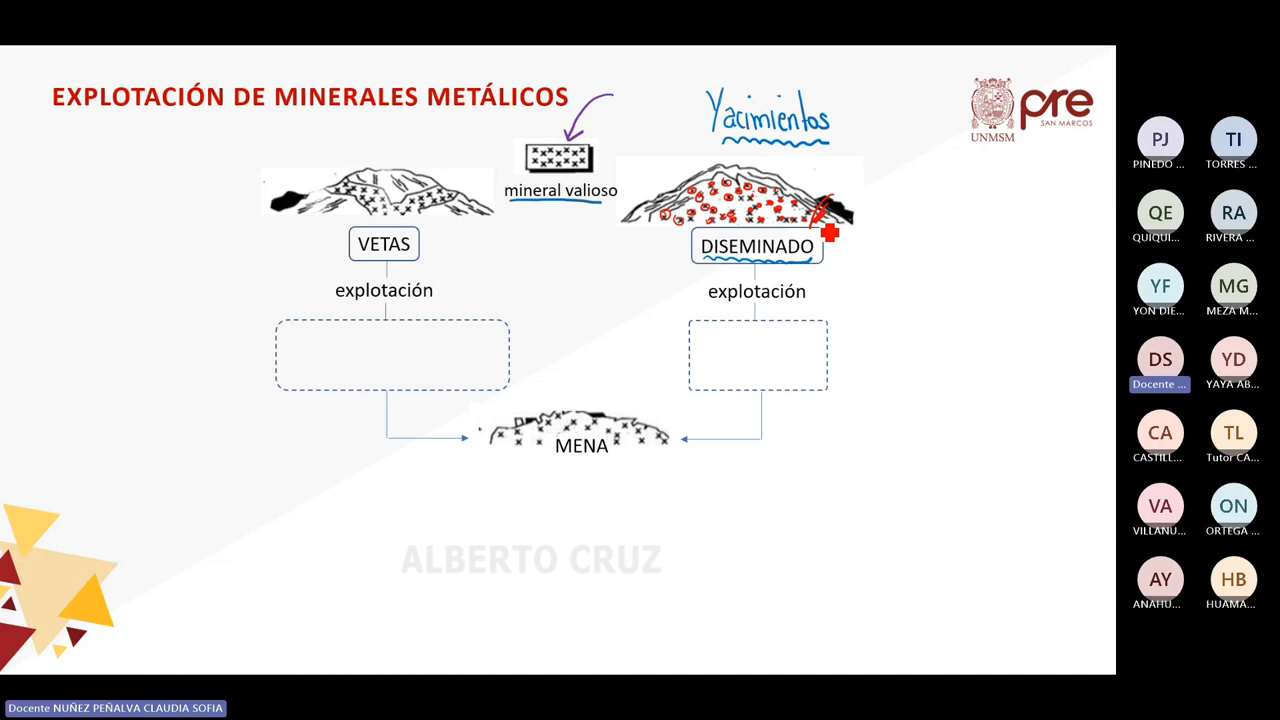 EXPLOTACIÓN DE MINERALES METÁLICOS
Yacimientos
UNMSM
pre
SAN MARCOS
mineral valioso
VETAS
DISEMINADO
explotación
explotación
MENA
ALBERTO CRUZ
PJ
PINEDO ...
TI
TORRES ...
QE
QUIQUI...
RA
RIVERA ...
YF
YON DIE...
MG
MEZA M...
DS
Docente ...
YD
YAYA AB...
CA
CASTILL...
TL
Tutor CA...
VA
VILLANU...
ON
ORTEGA ...
AY
ANAHU...
HB
HUAMA...
Docente NUÑEZ PEÑALVA CLAUDIA SOFIA